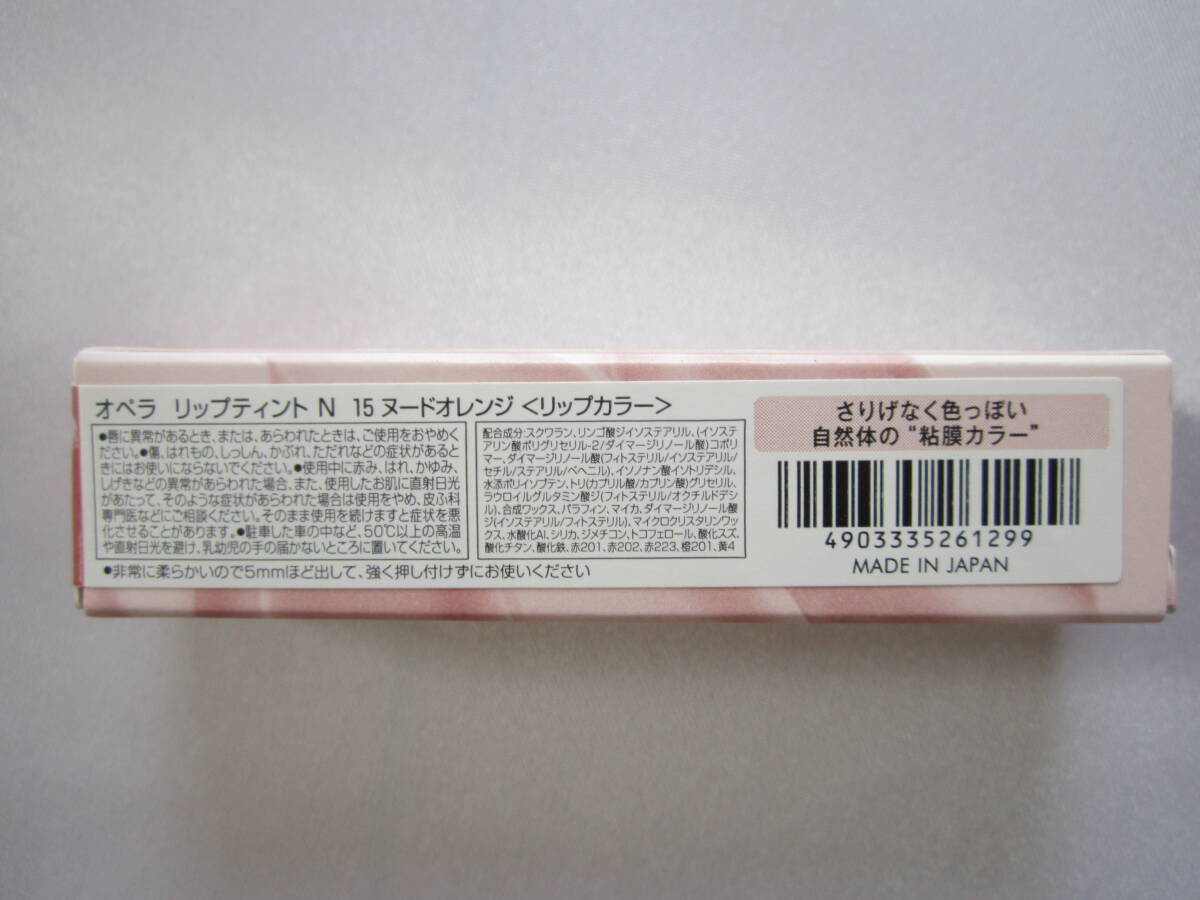 オペラ リップティント N 15 ヌードオレンジ <リップカラー>
●唇に異常があるとき、または、あらわれたときは、ご使用をおやめく
ださい。●傷、はれもの、しっしん、かぶれ、ただれなどの症状があると
きにはお使いにならないでください。●使用中に赤み、はれ、かゆみ、
しげきなどの異常があらわれた場合、また、使用したお肌に直射日光
があたって、そのような症状があらわれた場合は使用をやめ、皮ふ科
専門医などにご相談ください。そのまま使用を続けますと症状を悪
化させることがあります。●駐車した車の中など、50℃以上の高温
や直射日光を避け、乳幼児の手の届かないところに置いてください。
配合成分:スクワラン、リンゴ酸ジイソステアリル、(イソステ
アリン酸ポリグリセリル-2/ダイマージリノール酸)コポリ
マー、ダイマージリノール酸(フィトステリル/イソステアリル/
セチル/ステアリル/ベヘニル)、イソノナン酸イソトリデシル、
水添ポリイソブテン、トリ(カプリル酸/カプリン酸)グリセリル、
ラウロイルグルタミン酸ジ(フィトステリル/オクチルドデシ
ル)、合成ワックス、パラフィン、マイカ、ダイマージリノール酸
ジ(イソステアリル/フィトステリル)、マイクロクリスタリンワッ
クス、水酸化Al、シリカ、ジメチコン、トコフェロール、酸化スズ、
酸化チタン、酸化鉄、赤201、赤202、赤223、橙201、黄4
●非常に柔らかいので5mmほど出して、強く押し付けずにお使いください
さりげなく色っぽい
自然体の“粘膜カラー”
4903335261299
MADE IN JAPAN